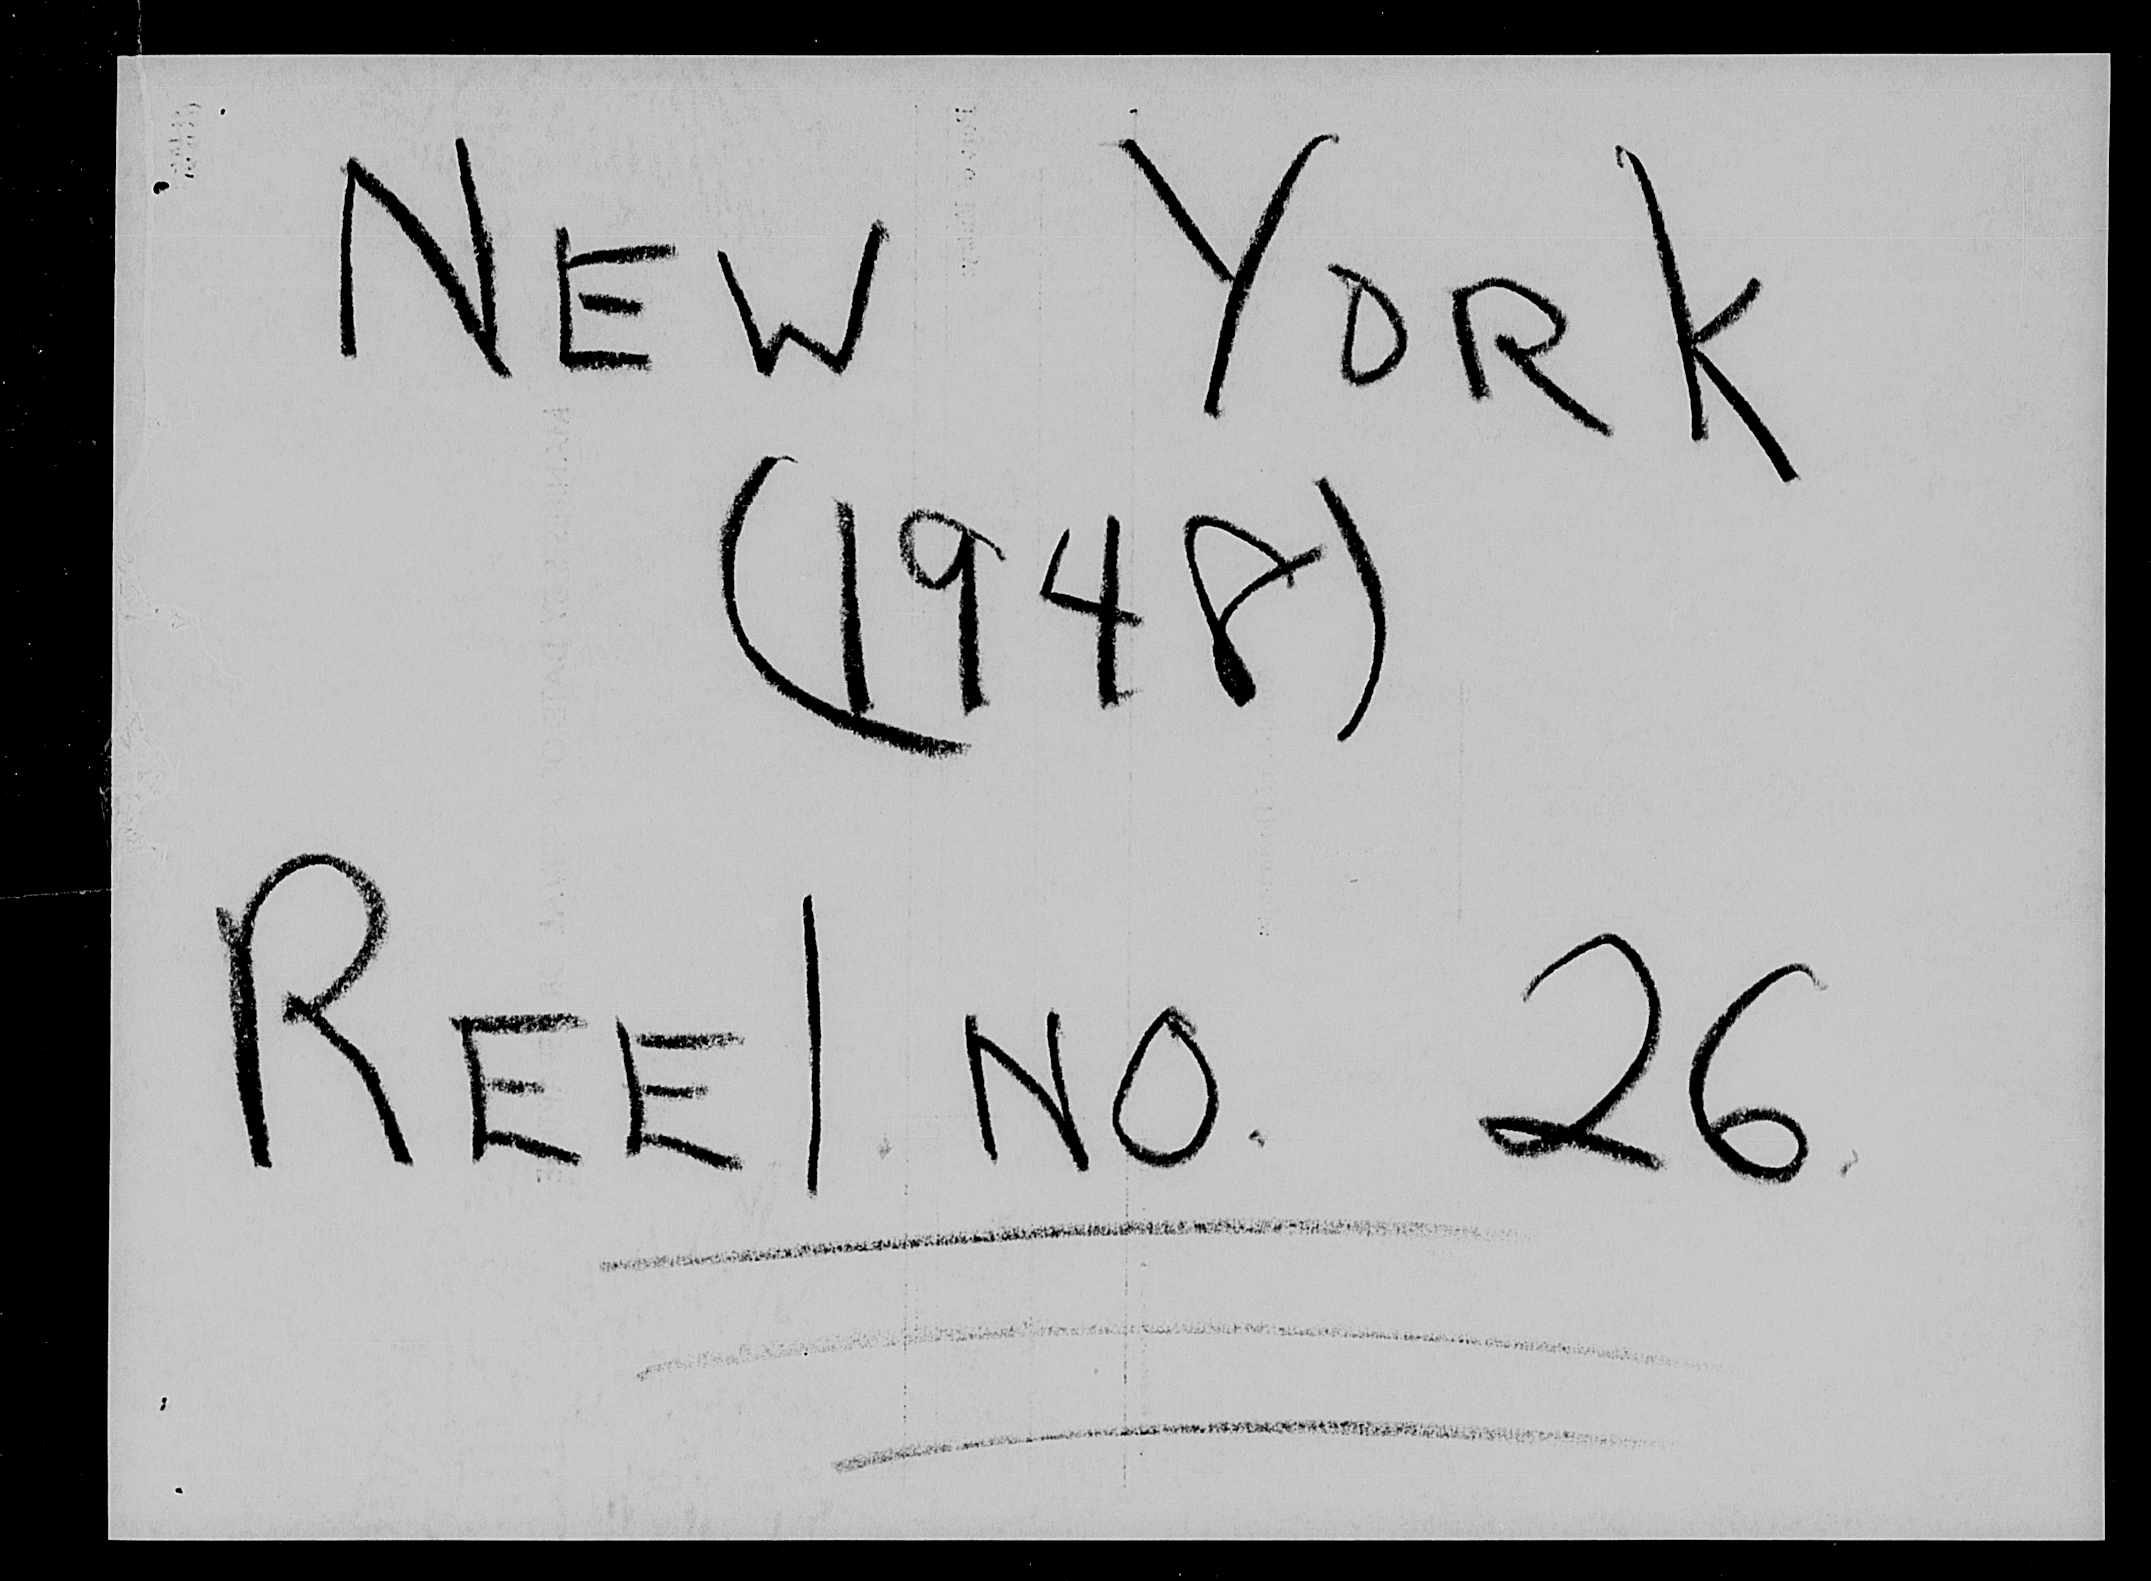 NEW YORK
(1948)
REEL NO. 26.